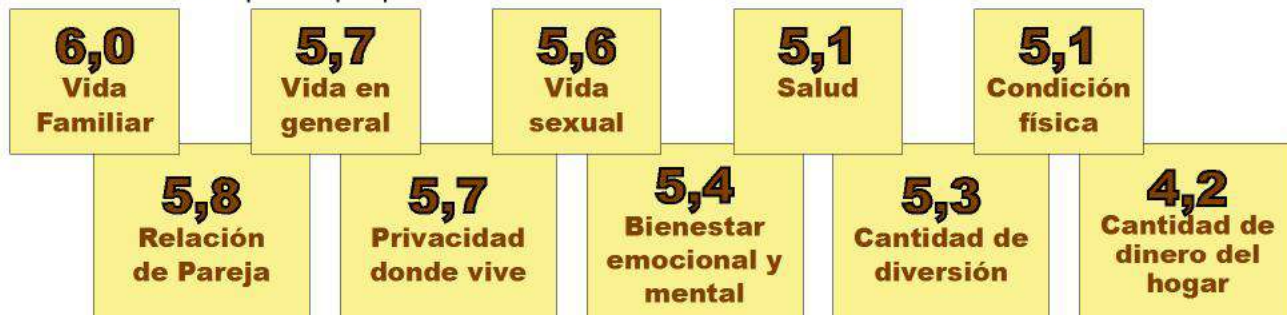 6,0
Vida
Familiar
5,8
Relación
de Pareja
5,7
Vida en
general
5,7
Privacidad
donde vive
5,6
Vida
sexual
5,4
Bienestar
emocional y
mental
5,1
Salud
5,3
Cantidad de
diversión
5,1
Condición
física
4,2
Cantidad de
dinero del
hogar